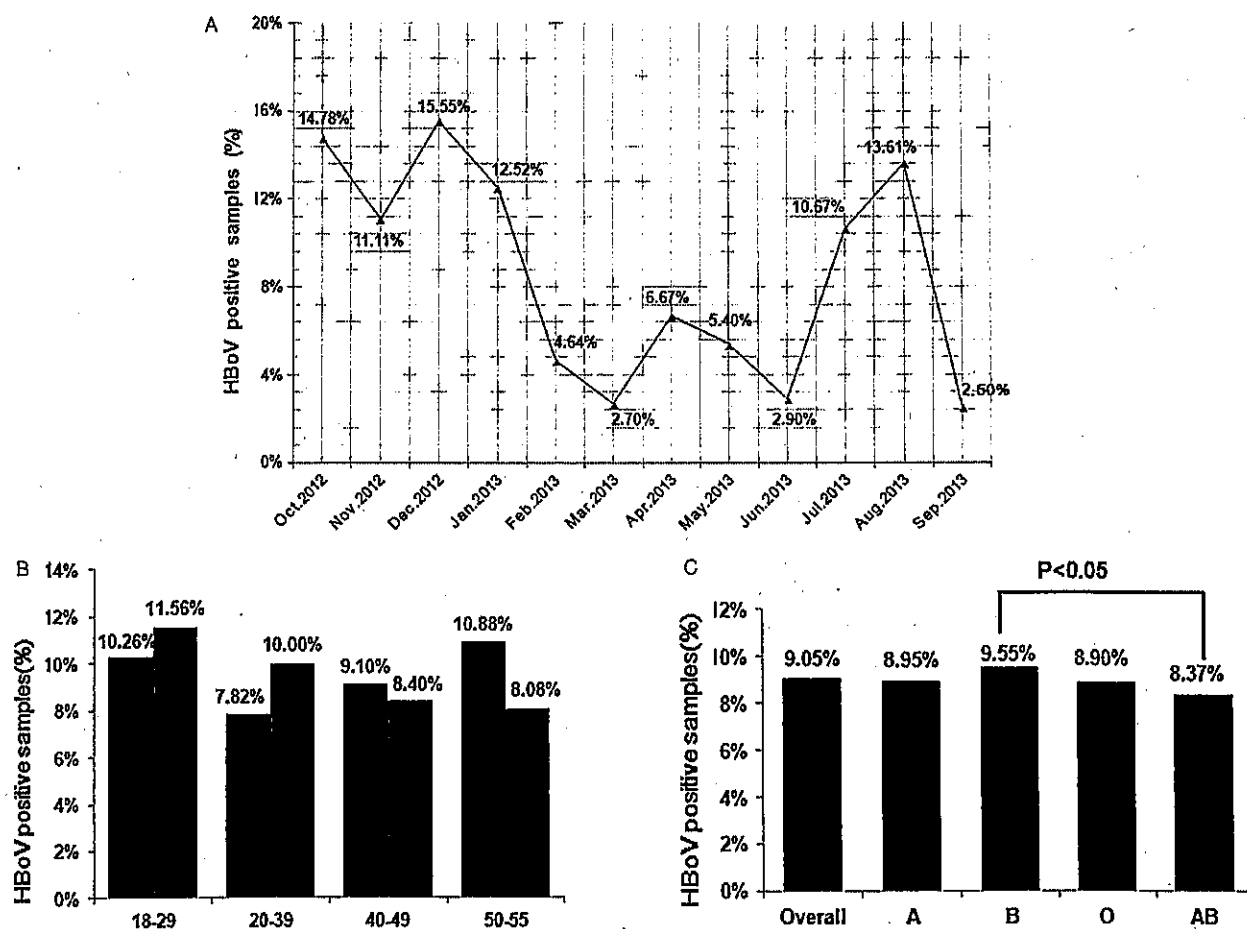 A
20%
16%
12%
8%
4%
0%
HBoV positive samples (%)
14.78%
11.11%
15.55%
12.52%
4.64%
2.70%
6.67%
5.40%
2.90%
10.67%
13.61%
Oct.2012
Nov.2012
Dec.2012
Jan.2013
Feb.2013
Mar.2013
Apr.2013
May.2013
Jun.2013
Jul.2013
Aug.2013
Sep.2013
B
14%
12%
10%
8%
6%
4%
2%
0%
HBoV positive samples(%)
10.26%
11.56%
7.82%
10.00%
9.10%
8.40%
10.88%
8.08%
18-29
20-39
40-49
50-55
C
P<0.05
12%
10%
8%
6%
4%
2%
0%
HBoV positive samples(%)
9.05%
8.95%
9.55%
8.90%
8.37%
Overall
A
B
O
AB